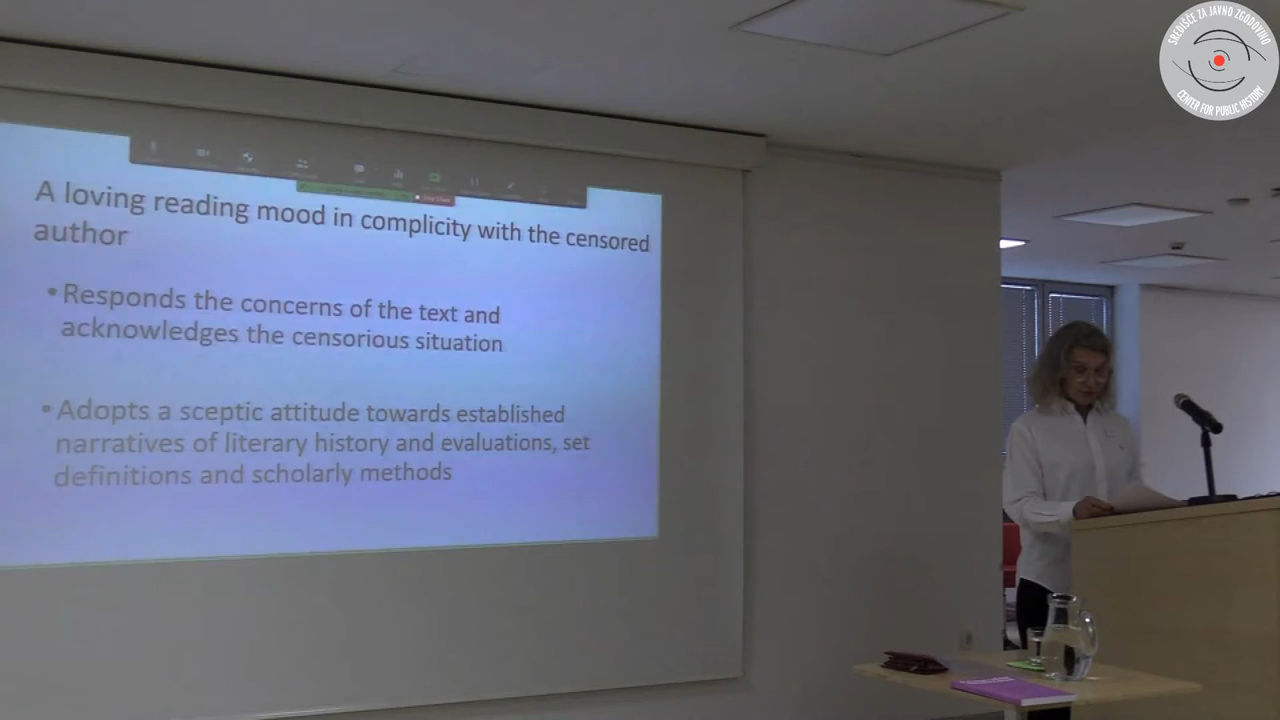 SREDIŠČE ZA JAVNO ZGODOVINO
CENTER FOR PUBLIC HISTORY
A loving reading mood in complicity with the censored
author
•Responds the concerns of the text and
acknowledges the censorious situation
•Adopts a sceptic attitude towards established
narratives of literary history and evaluations, set
definitions and scholarly methods